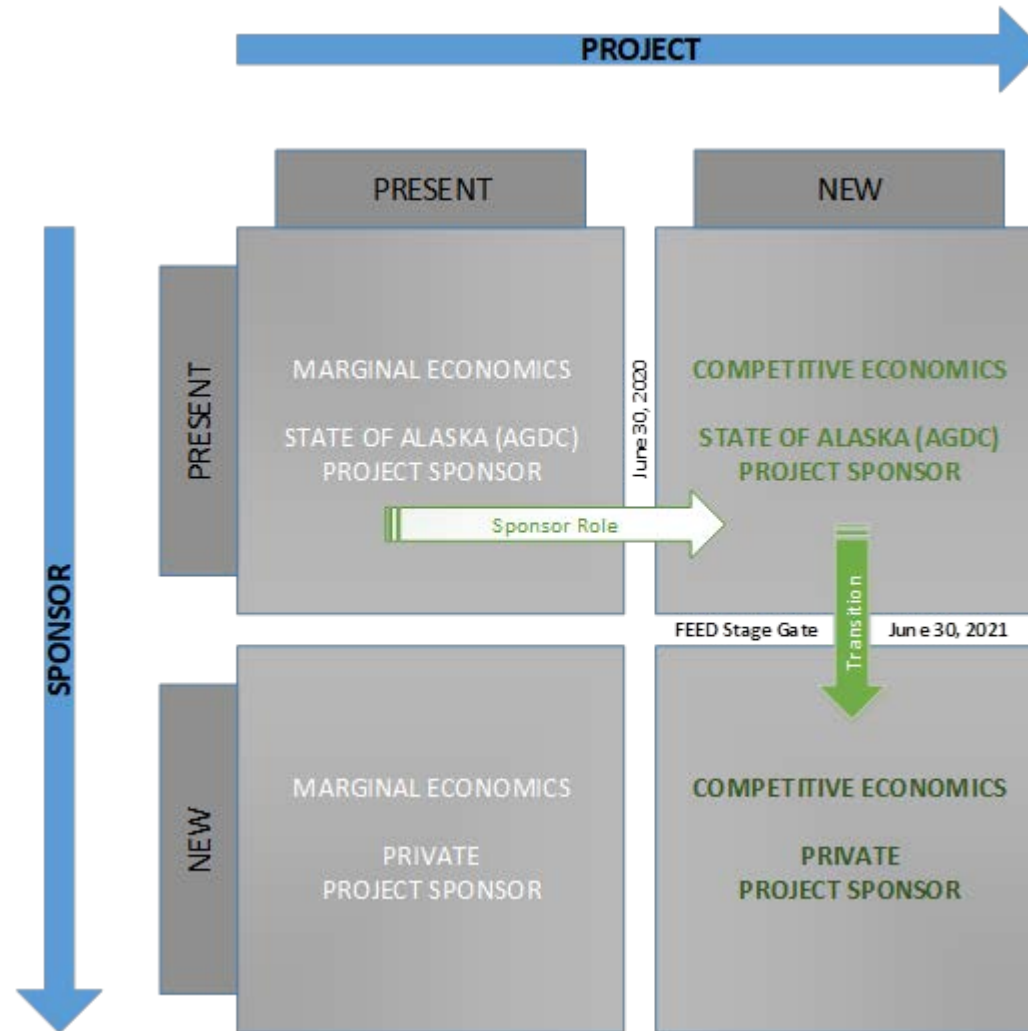 PROJECT
PRESENT
NEW
SPONSOR
PRESENT
MARGINAL ECONOMICS
STATE OF ALASKA (AGDC)
PROJECT SPONSOR
June 30, 2020
COMPETITIVE ECONOMICS
STATE OF ALASKA (AGDC)
PROJECT SPONSOR
Sponsor Role
Transition
FEED Stage Gate
June 30, 2021
NEW
MARGINAL ECONOMICS
PRIVATE
PROJECT SPONSOR
COMPETITIVE ECONOMICS
PRIVATE
PROJECT SPONSOR